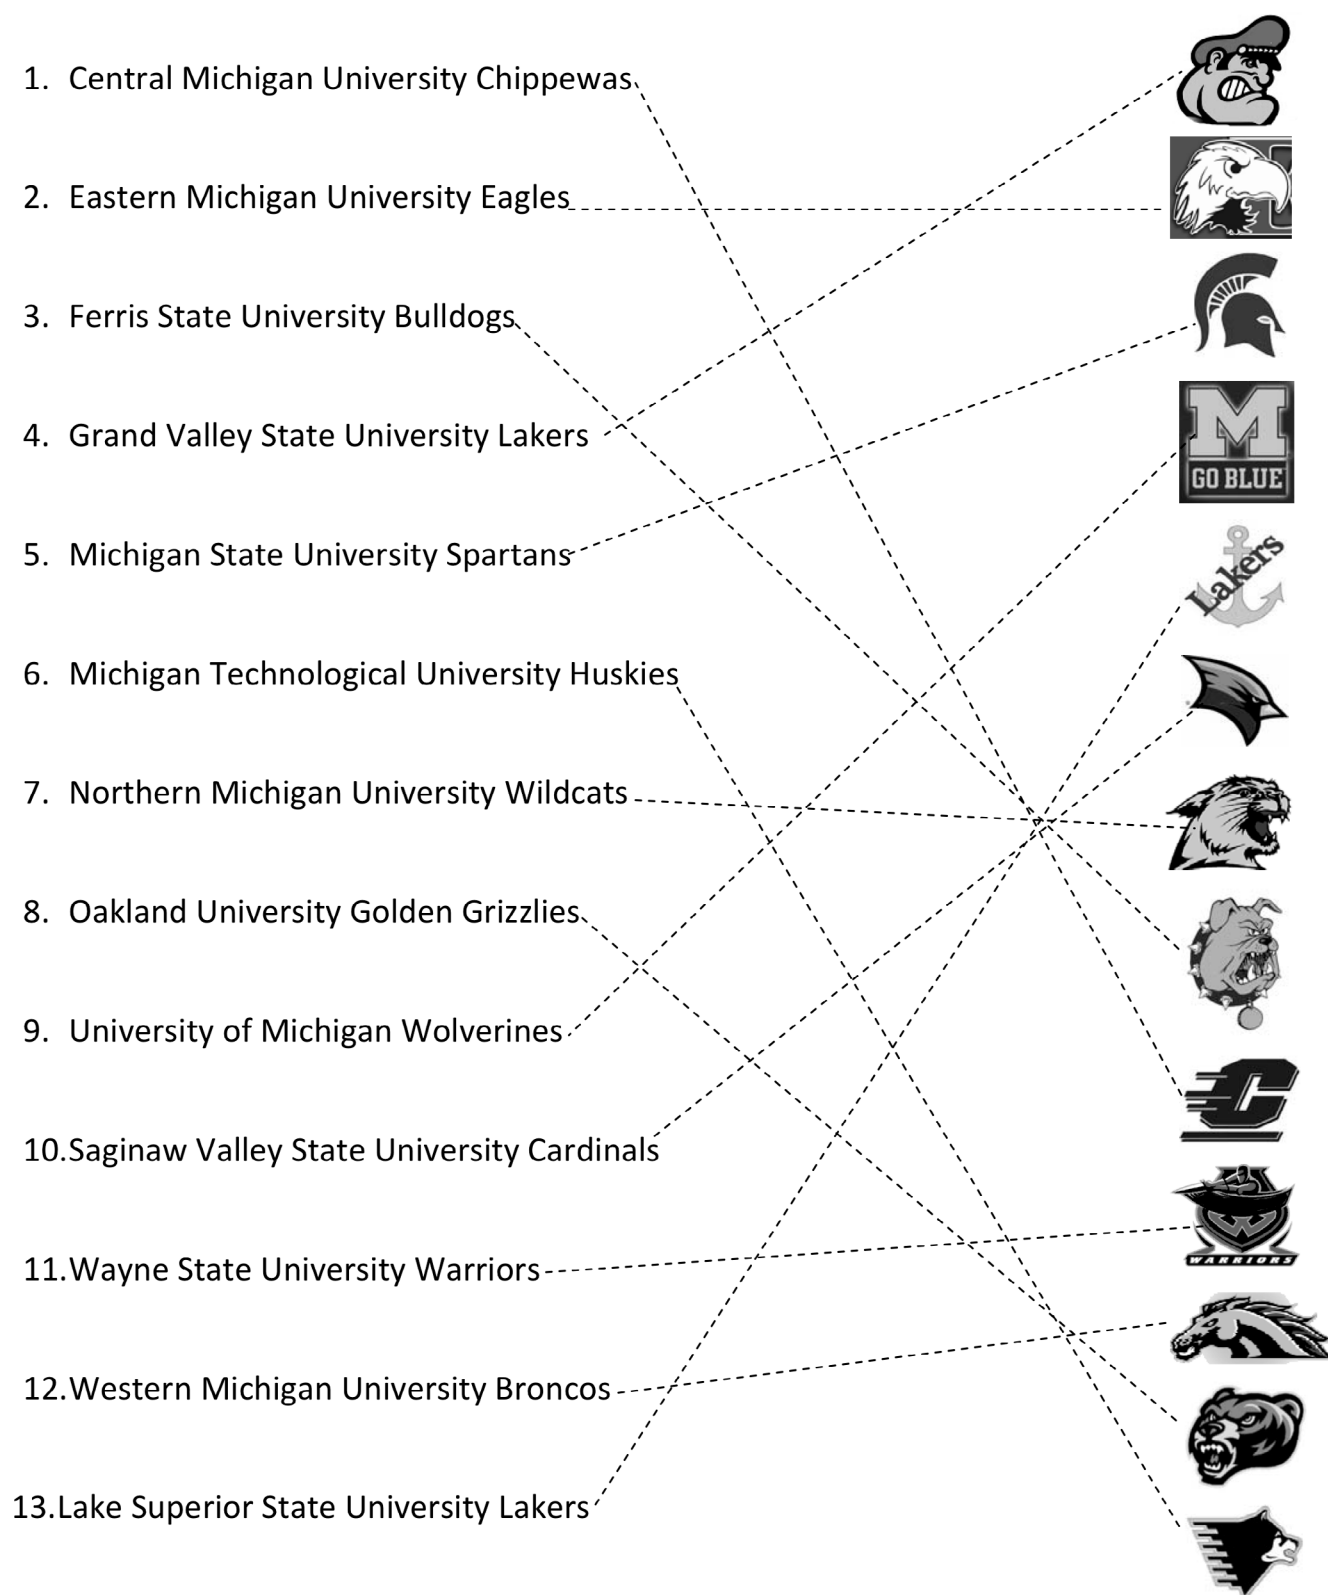 1. Central Michigan University Chippewas
2. Eastern Michigan University Eagles
3. Ferris State University Bulldogs
4. Grand Valley State University Lakers
5. Michigan State University Spartans
6. Michigan Technological University Huskies
7. Northern Michigan University Wildcats
8. Oakland University Golden Grizzlies
9. University of Michigan Wolverines
10.Saginaw Valley State University Cardinals
11.Wayne State University Warriors
12.Western Michigan University Broncos
13.Lake Superior State University Lakers
M
GO BLUE
Lakers
C
W
WARRIORS